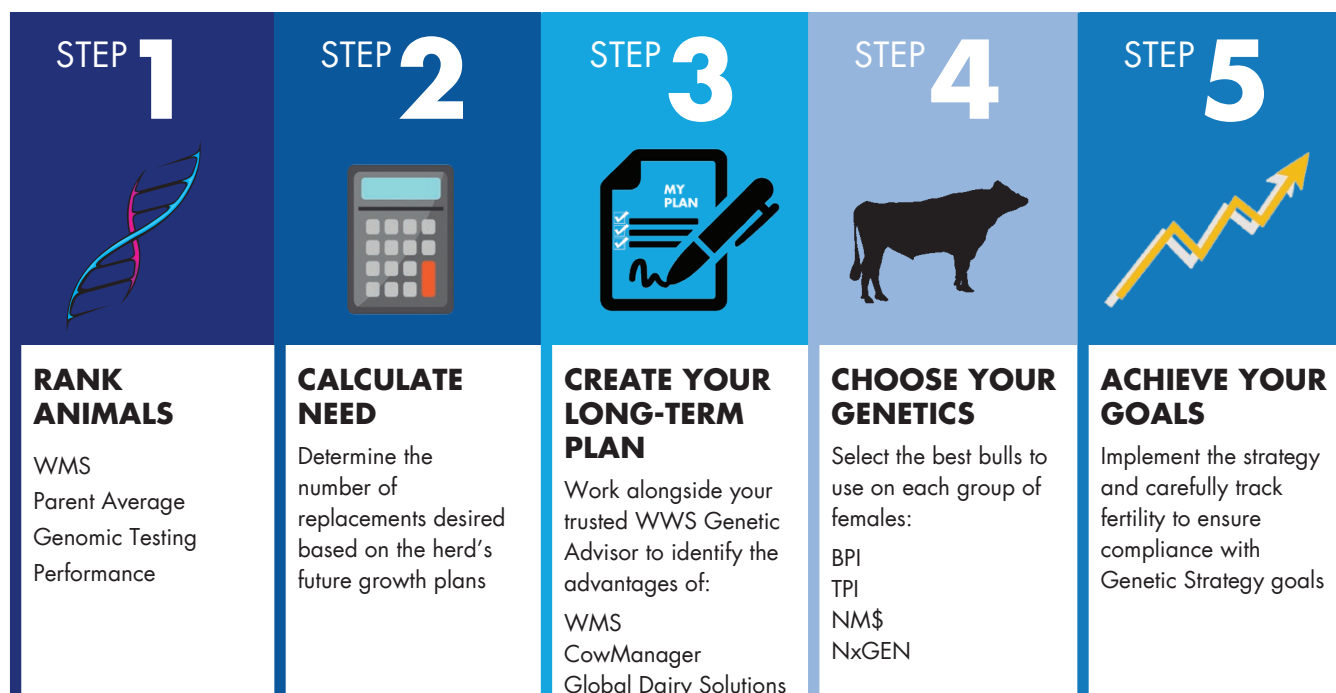 STEP 1
RANK
ANIMALS
WMS
Parent Average
Genomic Testing
Performance
STEP 2
CALCULATE
NEED
Determine the
number of
replacements desired
based on the herd's
future growth plans
STEP 3
MY
PLAN
CREATE YOUR
LONG-TERM
PLAN
Work alongside your
trusted WWS Genetic
Advisor to identify the
advantages of:
WMS
CowManager
Global Dairy Solutions
STEP 4
CHOOSE YOUR
GENETICS
Select the best bulls to
use on each group of
females:
BPI
TPI
NM$
NxGEN
STEP 5
ACHIEVE YOUR
GOALS
Implement the strategy
and carefully track
fertility to ensure
compliance with
Genetic Strategy goals